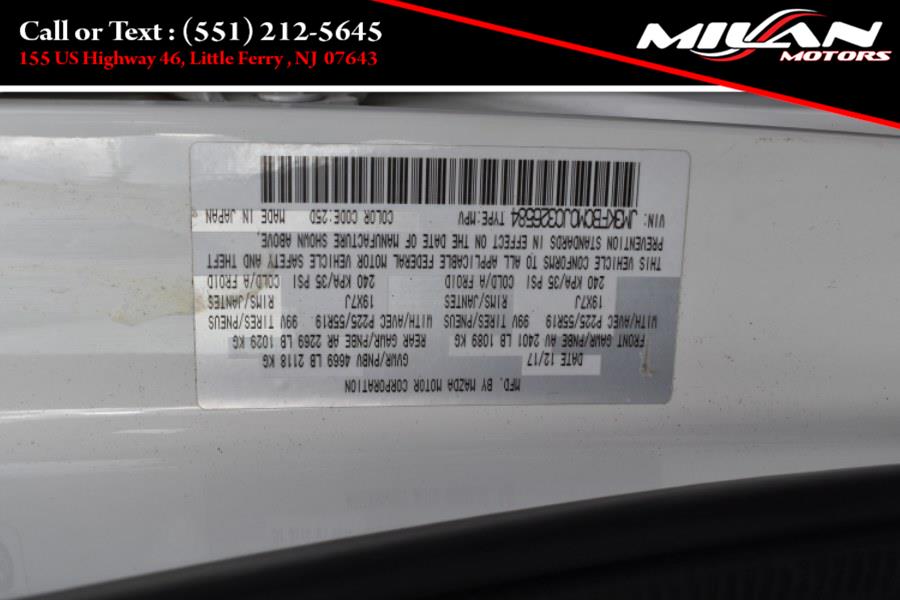 Call or Text : (551) 212-5645
155 US Highway 46, Little Ferry , NJ 07643
MILAN
MOTORS
MFD. BY MAZDA MOTOR CORPORATION
DATE 12/17 GVWR/PNBV 4669 LB 2118 KG
FRONT GAWR/PNBE AV 2401 LB 1089 KG REAR GAWR/PNBE AR 2269 LB 1029 KG
WITH/AVEC P225/55R19 99V TIRES/PNEUS WITH/AVEC P225/55R19 99V TIRES/PNEUS
19X7J RIMS/JANTES 19X7J RIMS/JANTES
240 KPA/35 PSI COLD/A FROID 240 KPA/35 PSI COLD/A FROID
THIS VEHICLE CONFORMS TO ALL APPLICABLE FEDERAL MOTOR VEHICLE SAFETY AND THEFT
PREVENTION STANDARDS IN EFFECT ON THE DATE OF MANUFACTURE SHOWN ABOVE.
VIN: JM3KFBCM0J0326584 TYPE:MPV COLOR CODE:25D MADE IN JAPAN